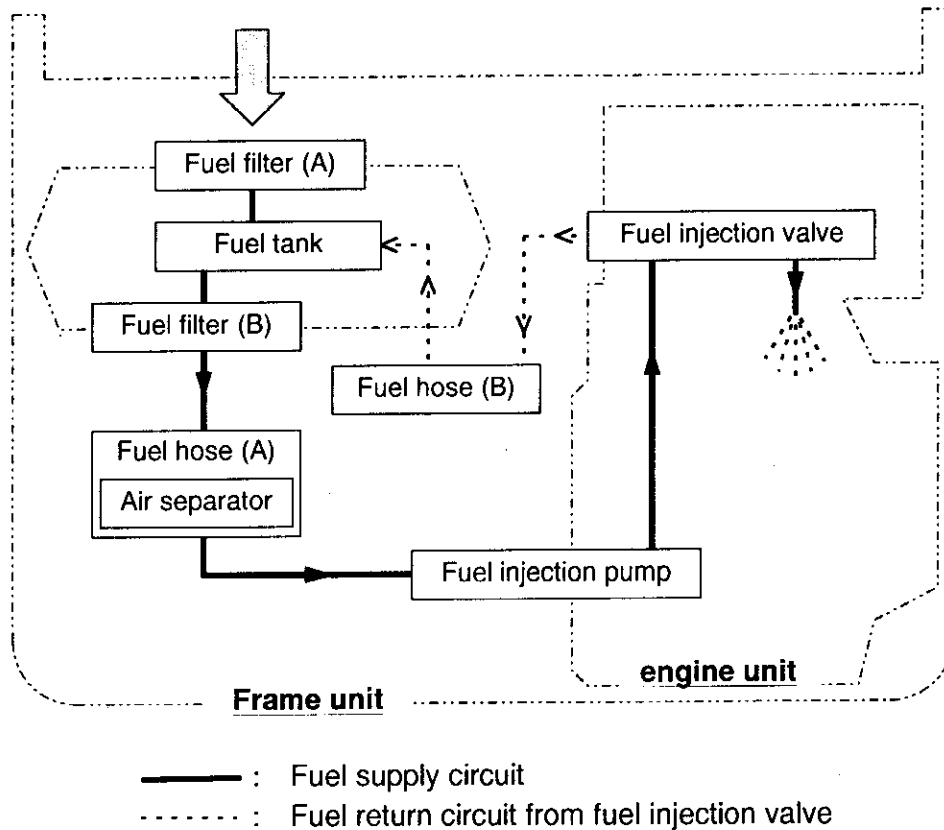 Fuel filter (A)
Fuel tank
Fuel injection valve
Fuel filter (B)
Fuel hose (B)
Fuel hose (A)
Air separator
Fuel injection pump
engine unit
Frame unit
: Fuel supply circuit
: Fuel return circuit from fuel injection valve